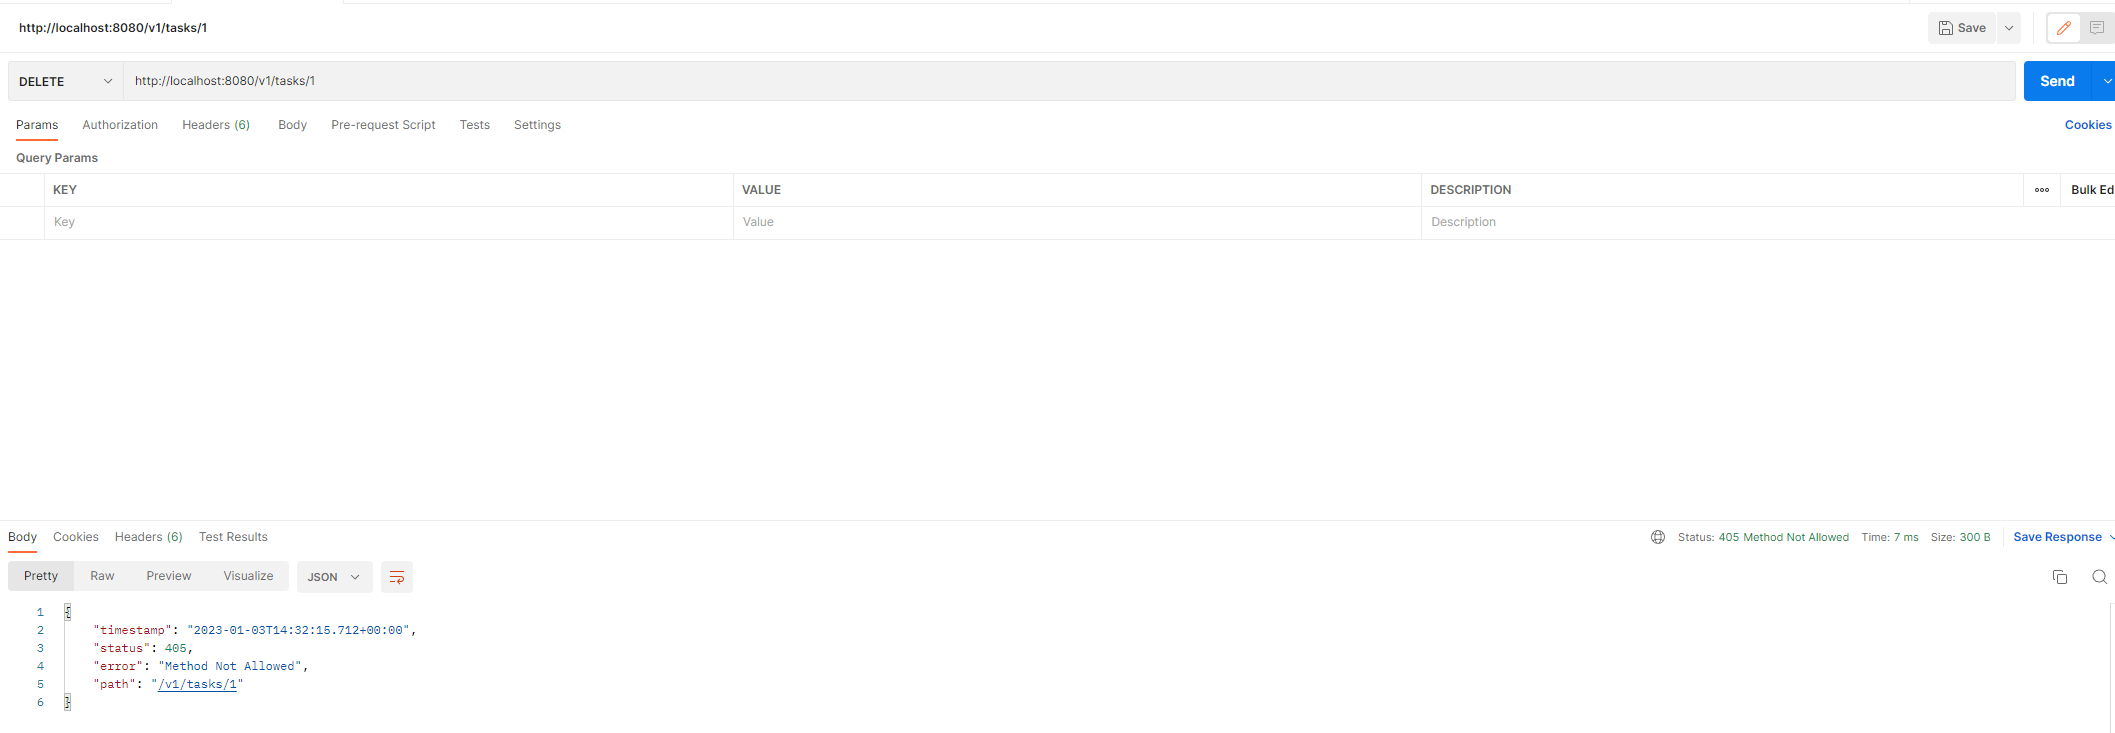 http://localhost:8080/v1/tasks/1 Save
DELETE http://localhost:8080/v1/tasks/1 Send
Params Authorization Headers (6) Body Pre-request Script Tests Settings Cookies
Query Params
KEY VALUE DESCRIPTION Bulk Ed
Key Value Description
Body Cookies Headers (6) Test Results Status: 405 Method Not Allowed Time: 7 ms Size: 300 B Save Response
Pretty Raw Preview Visualize JSON
1 {
2 "timestamp": "2023-01-03T14:32:15.712+00:00",
3 "status": 405,
4 "error": "Method Not Allowed",
5 "path": "/v1/tasks/1"
6 }